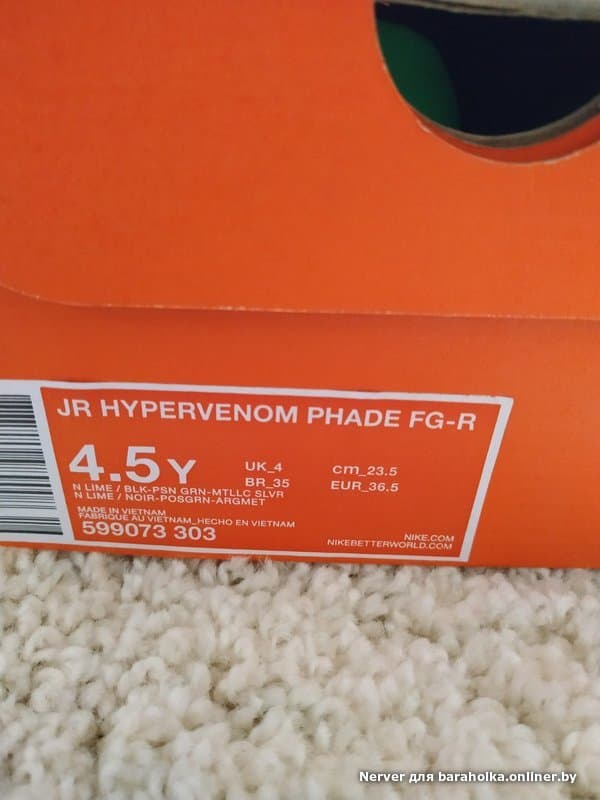 JR HYPERVENOM PHADE FG-R
4.5Y UK_4 cm_23.5
BR_35 EUR_36.5
N LIME / BLK-PSN GRN-MTLLC SLVR
N LIME / NOIR-POSGRN-ARGMET
MADE IN VIETNAM
FABRIQUE AU VIETNAM_HECHO EN VIETNAM
599073 303
NIKE.COM
NIKEBETTERWORLD.COM
Nerver для baraholka.onliner.by